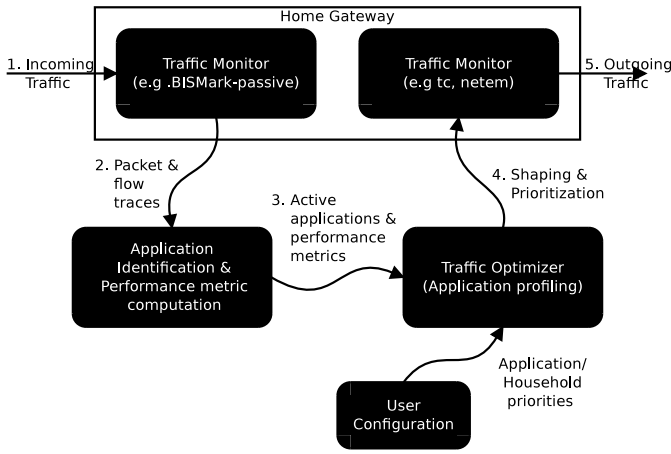 Home Gateway
1. Incoming
Traffic
Traffic Monitor
(e.g .BISMark-passive)
Traffic Monitor
(e.g tc, netem)
5. Outgoing
Traffic
2. Packet &
flow
traces
3. Active
applications &
performance
metrics
4. Shaping &
Prioritization
Application
Identification &
Performance metric
computation
Traffic Optimizer
(Application profiling)
Application/
Household
priorities
User
Configuration